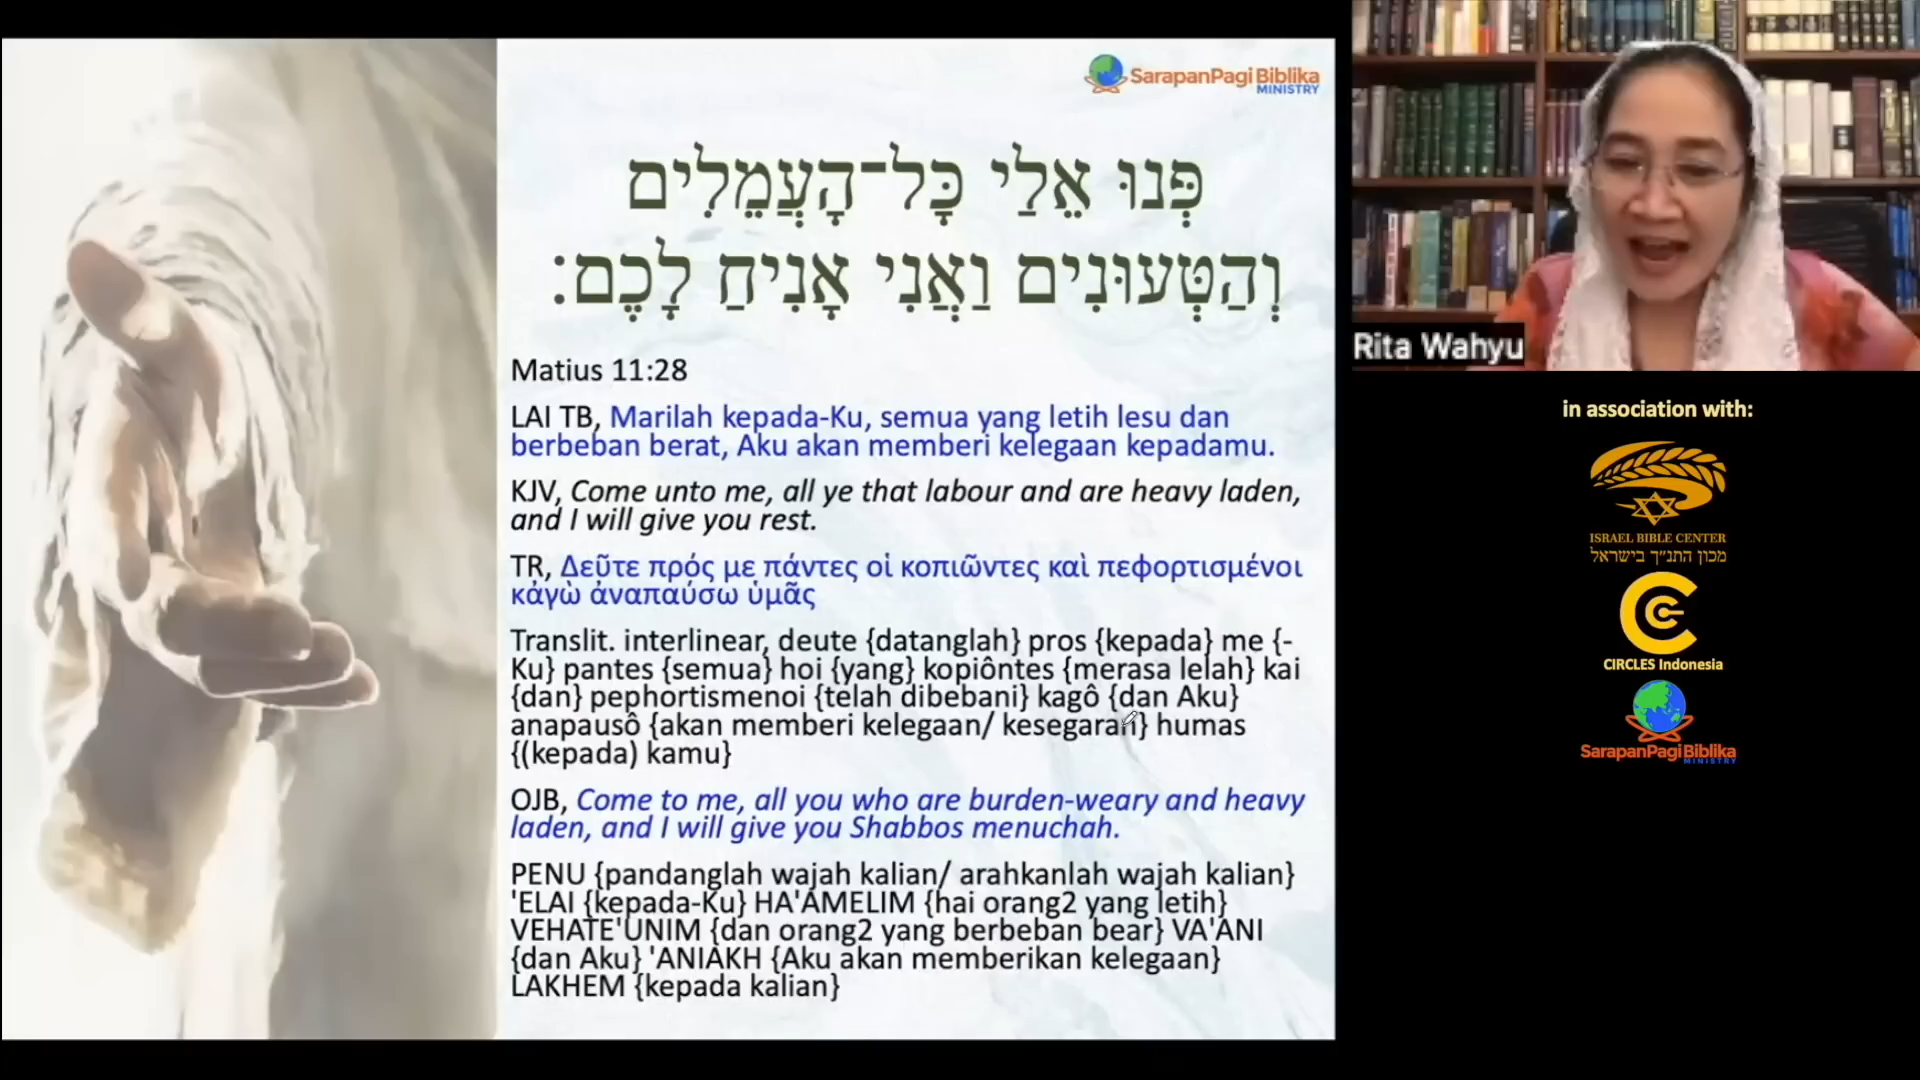 SarapanPagi Biblika
MINISTRY
פְּנוּ אֵלַי כָּל־הָעֲמֵלִים
וְהַטְּעוּנִים וַאֲנִי אָנִיחַ לָכֶם׃
Matius 11:28
LAI TB, Marilah kepada-Ku, semua yang letih lesu dan
berbeban berat, Aku akan memberi kelegaan kepadamu.
KJV, Come unto me, all ye that labour and are heavy laden,
and I will give you rest.
TR, Δεῦτε πρός με πάντες οἱ κοπιῶντες καὶ πεφορτισμένοι
κἀγὼ ἀναπαύσω ὑμᾶς
Translit. interlinear, deute {datanglah} pros {kepada} me {-
Ku} pantes {semua} hoi {yang} kopiôntes {merasa lelah} kai
{dan} pephortismenoi {telah dibebani} kagô {dan Aku}
anapausô {akan memberi kelegaan/ kesegaran} humas
{(kepada) kamu}
OJB, Come to me, all you who are burden-weary and heavy
laden, and I will give you Shabbos menuchah.
PENU {pandanglah wajah kalian/ arahkanlah wajah kalian}
'ELAI {kepada-Ku} HA'AMELIM {hai orang2 yang letih}
VEHATE'UNIM {dan orang2 yang berbeban bear} VA'ANI
{dan Aku} 'ANIAKH {Aku akan memberikan kelegaan}
LAKHEM {kepada kalian}
Rita Wahyu
in association with:
ISRAEL BIBLE CENTER
מכון התנ״ך בישראל
CIRCLES Indonesia
SarapanPagi Biblika
MINISTRY